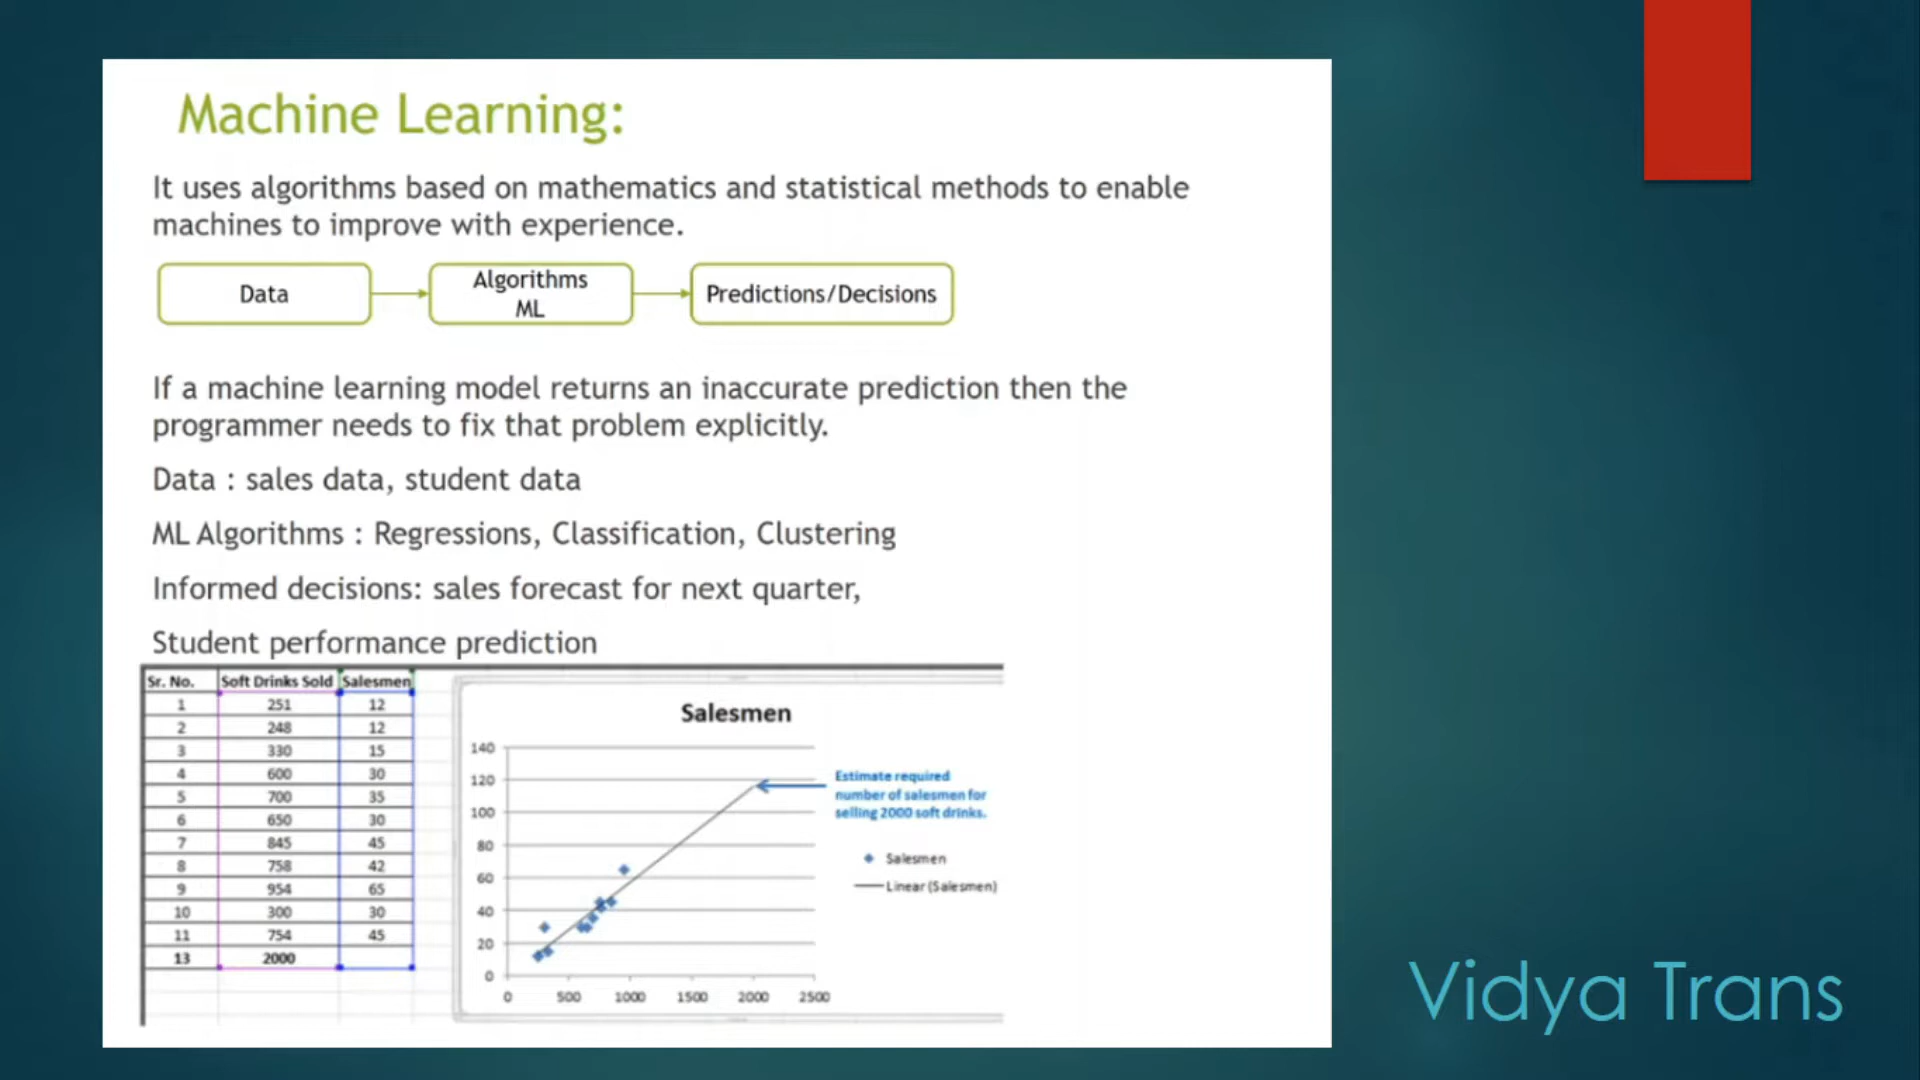 Machine Learning:
It uses algorithms based on mathematics and statistical methods to enable
machines to improve with experience.
Data
Algorithms
ML
Predictions/Decisions
If a machine learning model returns an inaccurate prediction then the
programmer needs to fix that problem explicitly.
Data : sales data, student data
ML Algorithms : Regressions, Classification, Clustering
Informed decisions: sales forecast for next quarter,
Student performance prediction
Sr. No. Soft Drinks Sold Salesmen
1 251 12
2 248 12
3 330 15
4 600 30
5 700 35
6 650 30
7 845 45
8 758 42
9 954 65
10 300 30
11 754 45
13 2000
Salesmen
140
120
100
80
60
40
20
0
0 500 1000 1500 2000 2500
Estimate required
number of salesmen for
selling 2000 soft drinks.
Salesmen
Linear (Salesmen)
Vidya Trans